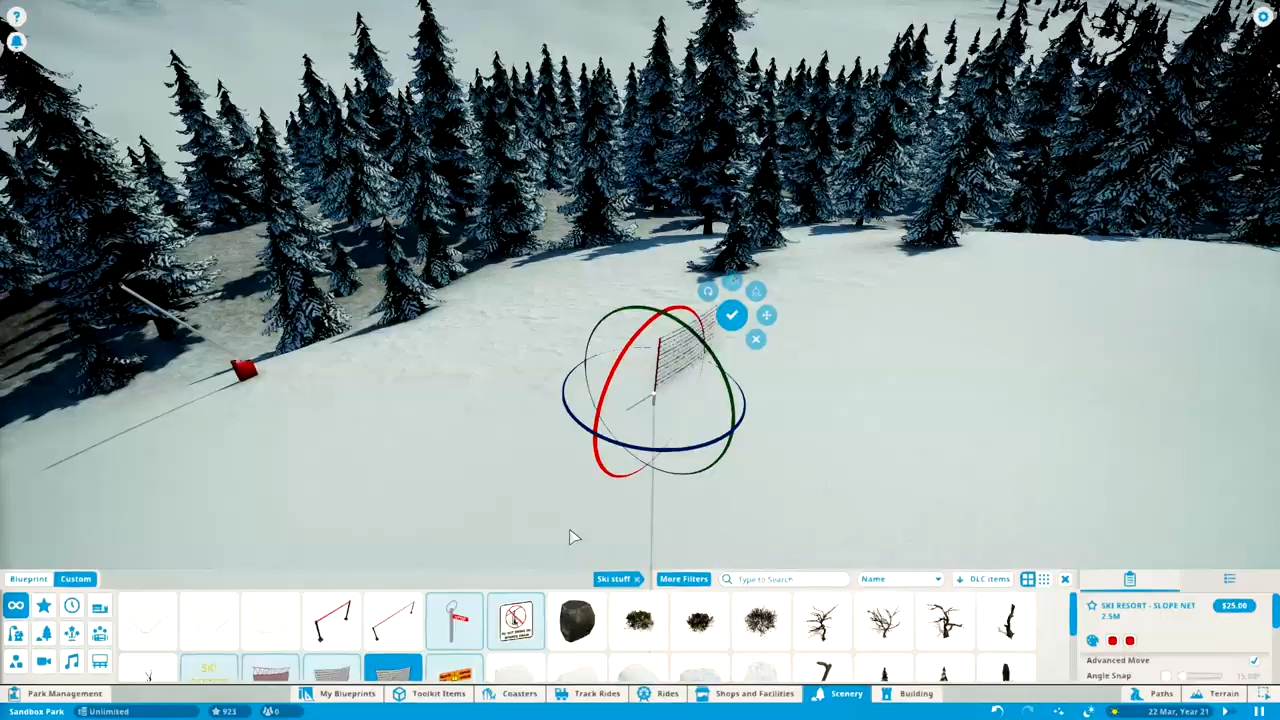 ?
Blueprint Custom Ski stuff × More Filters Type to Search Name DLC items
SKI RESORT - SLOPE NET 2.5M $25.00
Advanced Move
Angle Snap 15.00°
Park Management My Blueprints Toolkit Items Coasters Track Rides Rides Shops and Facilities Scenery Building Paths Terrain
Sandbox Park Unlimited 923 0 22 Mar, Year 21